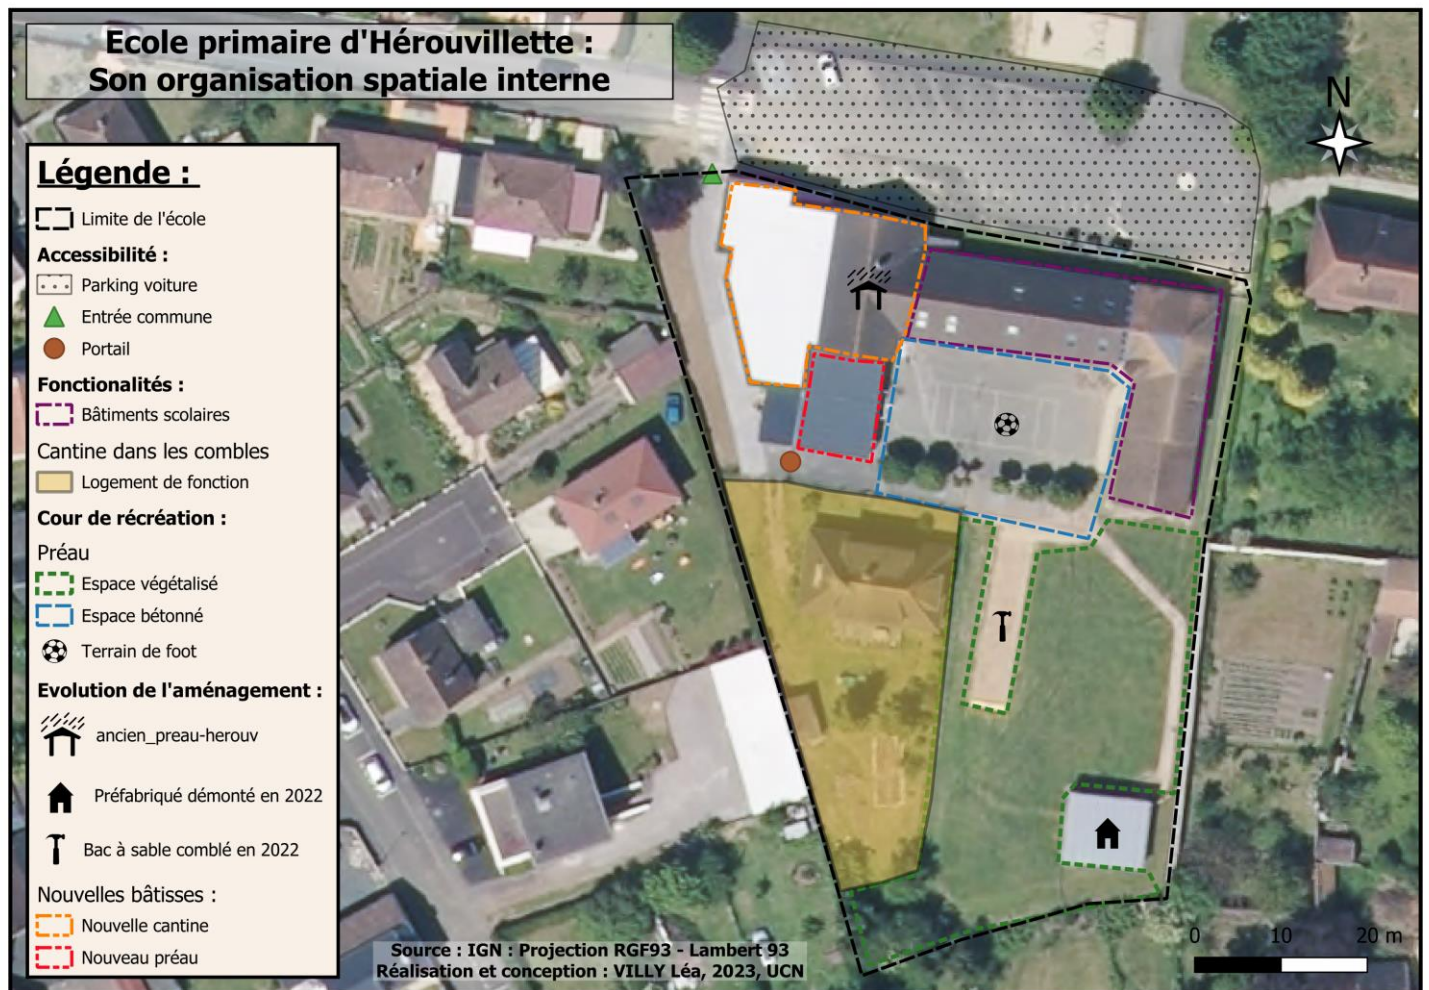 Ecole primaire d'Hérouvillette :
Son organisation spatiale interne
N
Légende :
Limite de l'école
Accessibilité :
Parking voiture
Entrée commune
Portail
Fonctionalités :
Bâtiments scolaires
Cantine dans les combles
Logement de fonction
Cour de récréation :
Préau
Espace végétalisé
Espace bétonné
Terrain de foot
Evolution de l'aménagement :
ancien_preau-herouv
Préfabriqué démonté en 2022
Bac à sable comblé en 2022
Nouvelles bâtisses :
Nouvelle cantine
Nouveau préau
Source : IGN : Projection RGF93 - Lambert 93
Réalisation et conception : VILLY Léa, 2023, UCN
0 10 20 m